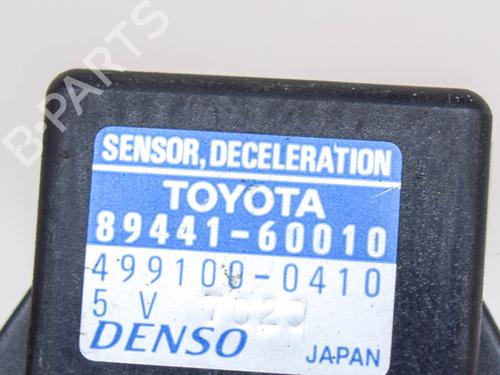 B-PARTS
SENSOR, DECELERATION
TOYOTA
89441-60010
499100-0410
5 V
DENSO JAPAN